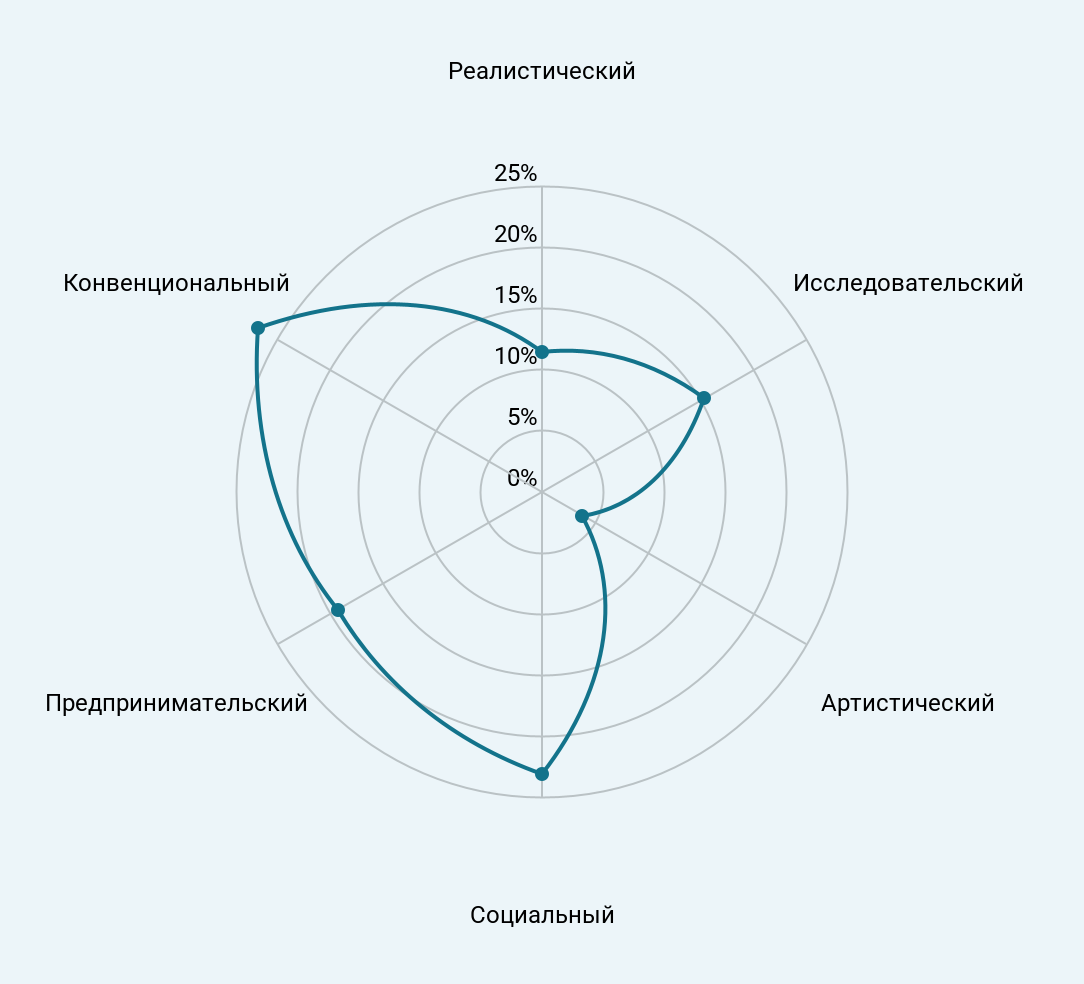 Реалистический
25%
20%
15%
Конвенциональный
Исследовательский
10%
5%
0%
Предпринимательский
Артистический
Социальный